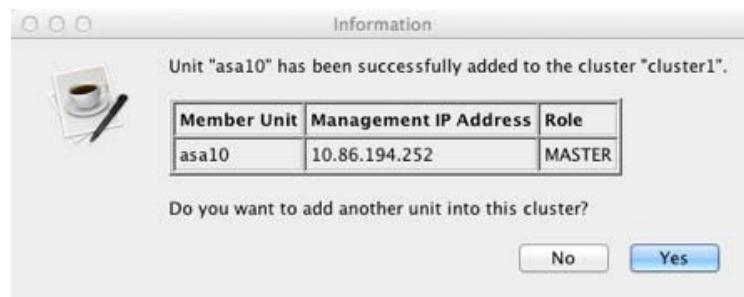 Information
Unit "asa10" has been successfully added to the cluster "cluster1".
Member Unit Management IP Address Role
asa10 10.86.194.252 MASTER
Do you want to add another unit into this cluster?
No Yes